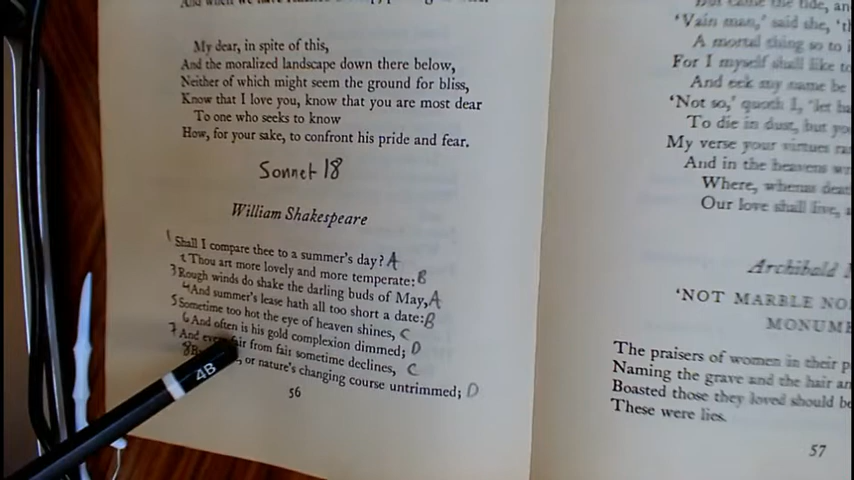 My dear, in spite of this,
And the moralized landscape down there below,
Neither of which might seem the ground for bliss,
Know that I love you, know that you are most dear
To one who seeks to know
How, for your sake, to confront his pride and fear.
Sonnet 18
William Shakespeare
1 Shall I compare thee to a summer's day? A
2 Thou art more lovely and more temperate: B
3 Rough winds do shake the darling buds of May, A
4 And summer's lease hath all too short a date: B
5 Sometime too hot the eye of heaven shines, C
6 And often is his gold complexion dimmed; D
7 And every fair from fair sometime declines, C
8 or nature's changing course untrimmed; D
56
4B
'Vain man,' said she,
A mortal thing so to
For I myself shall like to
And eek my name be
'Not so,' quoth I, 'let
To die in dust, but
My verse your virtues
And in the heavens
Where, whenas
Our love shall live,
Archibald
'NOT MARBLE
The praisers of women in their
Naming the grave and the hair
Boasted those they loved should be
These were lies.
57